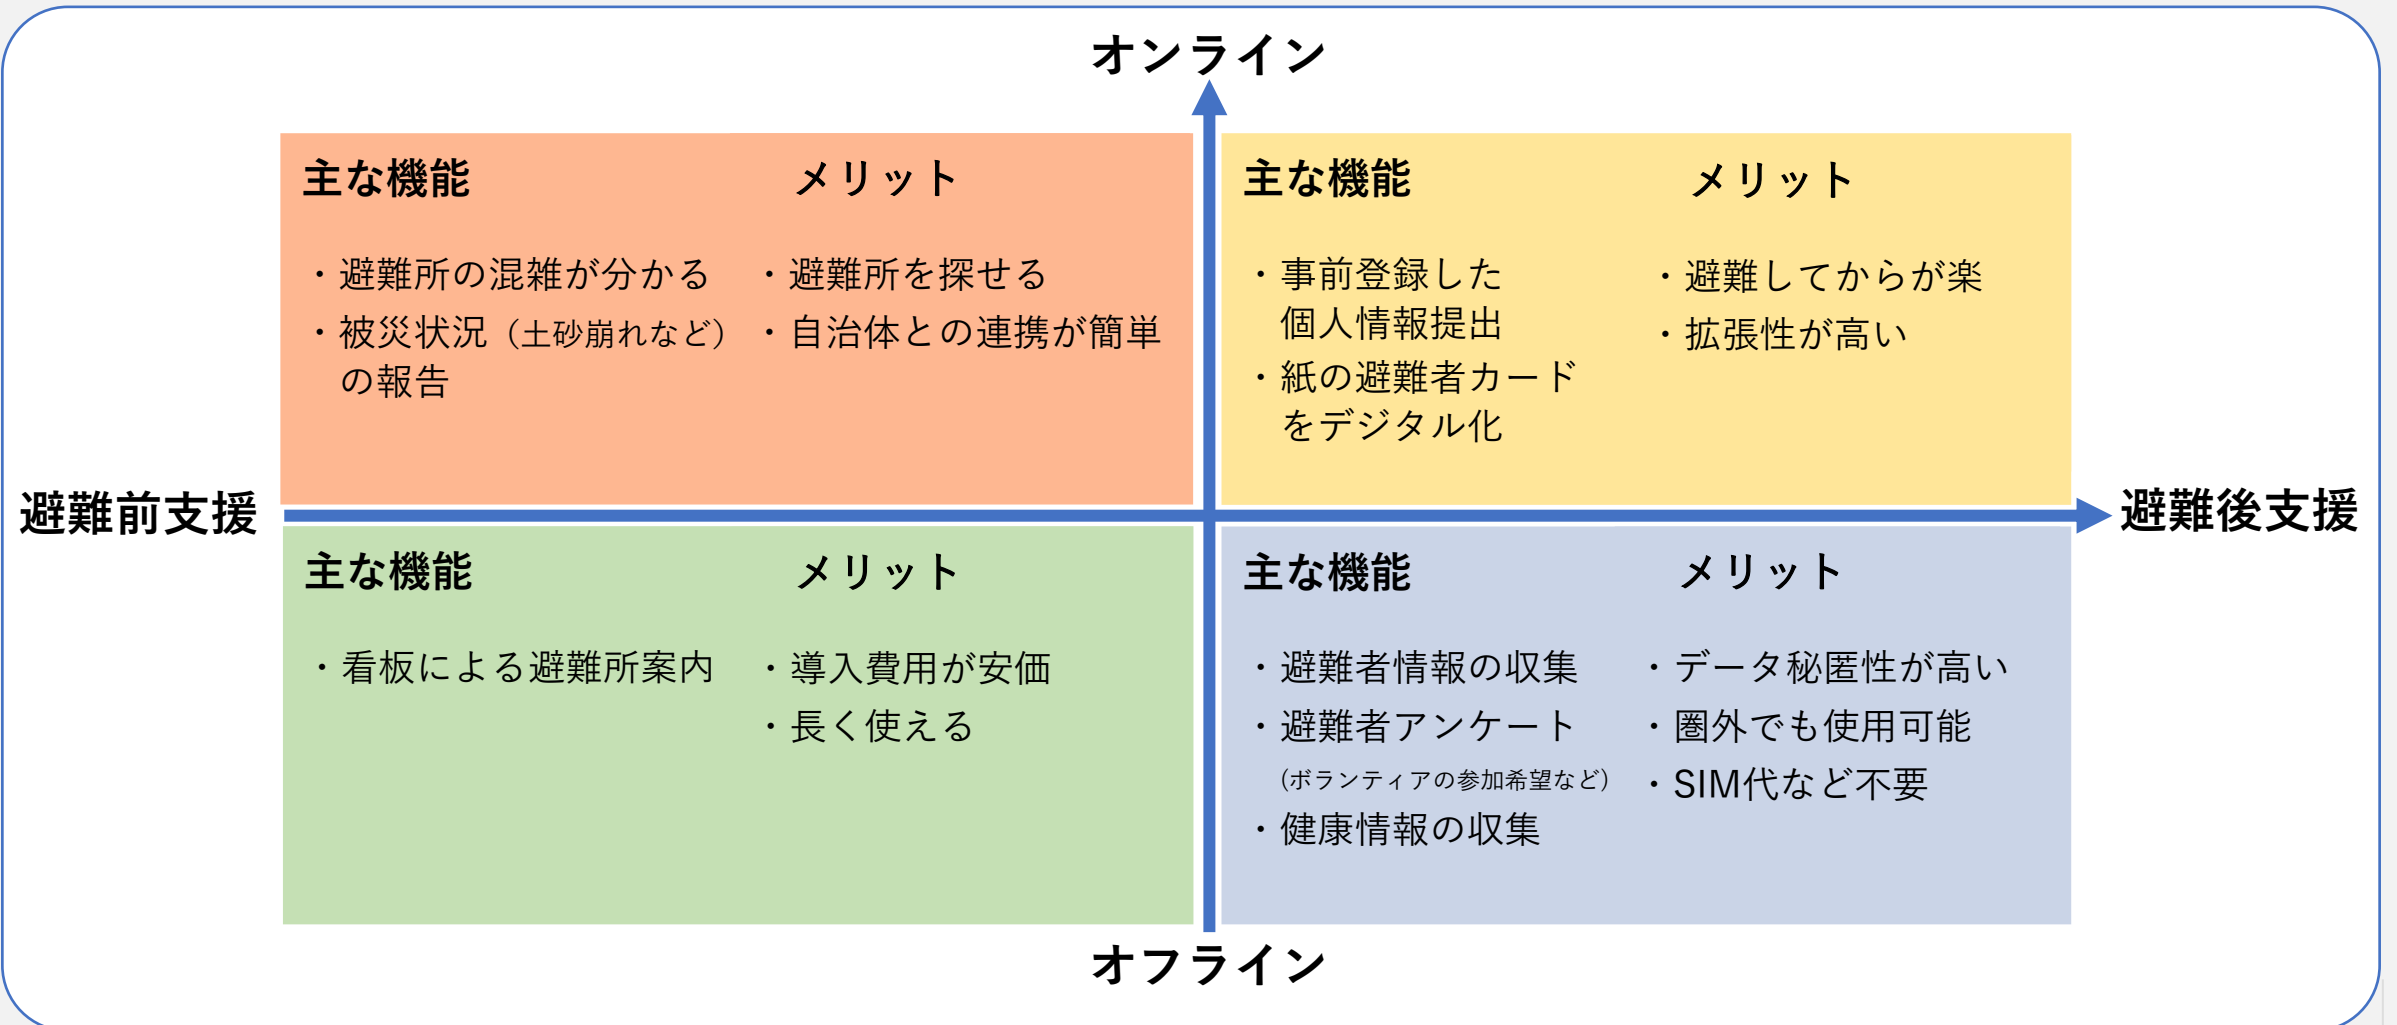 オンライン
主な機能
・避難所の混雑が分かる
・被災状況（土砂崩れなど）
の報告
メリット
・避難所を探せる
・自治体との連携が簡単
主な機能
・事前登録した
個人情報提出
・紙の避難者カード
をデジタル化
メリット
・避難してからが楽
・拡張性が高い
避難前支援
避難後支援
主な機能
・看板による避難所案内
メリット
・導入費用が安価
・長く使える
主な機能
・避難者情報の収集
・避難者アンケート
（ボランティアの参加希望など）
・健康情報の収集
メリット
・データ秘匿性が高い
・圏外でも使用可能
・SIM代など不要
オフライン